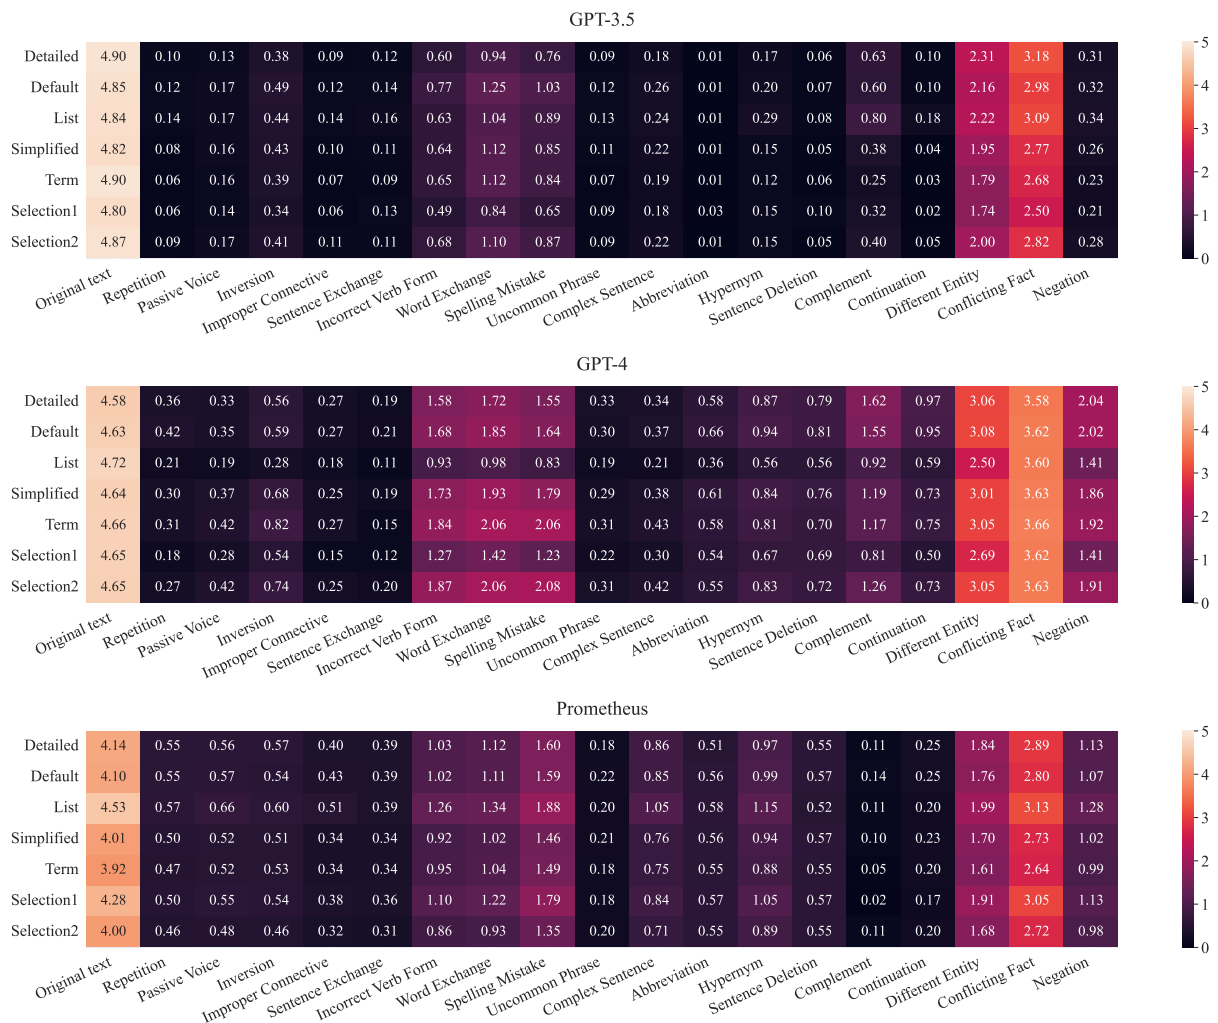 GPT-3.5
Detailed 4.90 0.10 0.13 0.38 0.09 0.12 0.60 0.94 0.76 0.09 0.18 0.01 0.17 0.06 0.63 0.10 2.31 3.18 0.31
Default 4.85 0.12 0.17 0.49 0.12 0.14 0.77 1.25 1.03 0.12 0.26 0.01 0.20 0.07 0.60 0.10 2.16 2.98 0.32
List 4.84 0.14 0.17 0.44 0.14 0.16 0.63 1.04 0.89 0.13 0.24 0.01 0.29 0.08 0.80 0.18 2.22 3.09 0.34
Simplified 4.82 0.08 0.16 0.43 0.10 0.11 0.64 1.12 0.85 0.11 0.22 0.01 0.15 0.05 0.38 0.04 1.95 2.77 0.26
Term 4.90 0.06 0.16 0.39 0.07 0.09 0.65 1.12 0.84 0.07 0.19 0.01 0.12 0.06 0.25 0.03 1.79 2.68 0.23
Selection1 4.80 0.06 0.14 0.34 0.06 0.13 0.49 0.84 0.65 0.09 0.18 0.03 0.15 0.10 0.32 0.02 1.74 2.50 0.21
Selection2 4.87 0.09 0.17 0.41 0.11 0.11 0.68 1.10 0.87 0.09 0.22 0.01 0.15 0.05 0.40 0.05 2.00 2.82 0.28
Original text Repetition Passive Voice Inversion Improper Connective Sentence Exchange Incorrect Verb Form Word Exchange Spelling Mistake Uncommon Phrase Complex Sentence Abbreviation Hypernym Sentence Deletion Complement Continuation Different Entity Conflicting Fact Negation
5
4
3
2
1
0
GPT-4
Detailed 4.58 0.36 0.33 0.56 0.27 0.19 1.58 1.72 1.55 0.33 0.34 0.58 0.87 0.79 1.62 0.97 3.06 3.58 2.04
Default 4.63 0.42 0.35 0.59 0.27 0.21 1.68 1.85 1.64 0.30 0.37 0.66 0.94 0.81 1.55 0.95 3.08 3.62 2.02
List 4.72 0.21 0.19 0.28 0.18 0.11 0.93 0.98 0.83 0.19 0.21 0.36 0.56 0.56 0.92 0.59 2.50 3.60 1.41
Simplified 4.64 0.30 0.37 0.68 0.25 0.19 1.73 1.93 1.79 0.29 0.38 0.61 0.84 0.76 1.19 0.73 3.01 3.63 1.86
Term 4.66 0.31 0.42 0.82 0.27 0.15 1.84 2.06 2.06 0.31 0.43 0.58 0.81 0.70 1.17 0.75 3.05 3.66 1.92
Selection1 4.65 0.18 0.28 0.54 0.15 0.12 1.27 1.42 1.23 0.22 0.30 0.54 0.67 0.69 0.81 0.50 2.69 3.62 1.41
Selection2 4.65 0.27 0.42 0.74 0.25 0.20 1.87 2.06 2.08 0.31 0.42 0.55 0.83 0.72 1.26 0.73 3.05 3.63 1.91
Original text Repetition Passive Voice Inversion Improper Connective Sentence Exchange Incorrect Verb Form Word Exchange Spelling Mistake Uncommon Phrase Complex Sentence Abbreviation Hypernym Sentence Deletion Complement Continuation Different Entity Conflicting Fact Negation
5
4
3
2
1
0
Prometheus
Detailed 4.14 0.55 0.56 0.57 0.40 0.39 1.03 1.12 1.60 0.18 0.86 0.51 0.97 0.55 0.11 0.25 1.84 2.89 1.13
Default 4.10 0.55 0.57 0.54 0.43 0.39 1.02 1.11 1.59 0.22 0.85 0.56 0.99 0.57 0.14 0.25 1.76 2.80 1.07
List 4.53 0.57 0.66 0.60 0.51 0.39 1.26 1.34 1.88 0.20 1.05 0.58 1.15 0.52 0.11 0.20 1.99 3.13 1.28
Simplified 4.01 0.50 0.52 0.51 0.34 0.34 0.92 1.02 1.46 0.21 0.76 0.56 0.94 0.57 0.10 0.23 1.70 2.73 1.02
Term 3.92 0.47 0.52 0.53 0.34 0.34 0.95 1.04 1.49 0.18 0.75 0.55 0.88 0.55 0.05 0.20 1.61 2.64 0.99
Selection1 4.28 0.50 0.55 0.54 0.38 0.36 1.10 1.22 1.79 0.18 0.84 0.57 1.05 0.57 0.02 0.17 1.91 3.05 1.13
Selection2 4.00 0.46 0.48 0.46 0.32 0.31 0.86 0.93 1.35 0.20 0.71 0.55 0.89 0.55 0.11 0.20 1.68 2.72 0.98
Original text Repetition Passive Voice Inversion Improper Connective Sentence Exchange Incorrect Verb Form Word Exchange Spelling Mistake Uncommon Phrase Complex Sentence Abbreviation Hypernym Sentence Deletion Complement Continuation Different Entity Conflicting Fact Negation
5
4
3
2
1
0